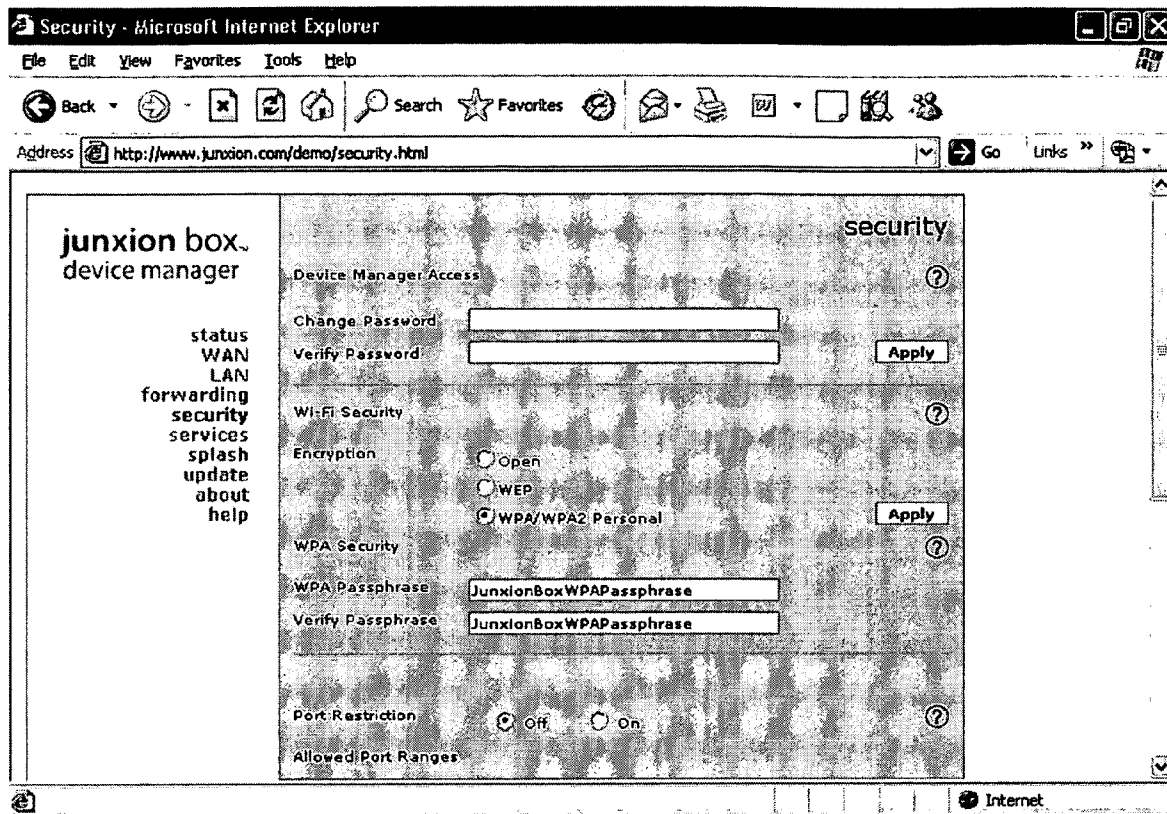 Security - Microsoft Internet Explorer
File Edit View Favorites Tools Help
Back Search Favorites
Address http://www.junxion.com/demo/security.html Go Links »
junxion box™
device manager
status
WAN
LAN
forwarding
security
services
splash
update
about
help
security
Device Manager Access ?
Change Password
Verify Password Apply
Wi-Fi Security ?
Encryption Open
WEP
WPA/WPA2 Personal Apply
WPA Security ?
WPA Passphrase JunxionBoxWPAPassphrase
Verify Passphrase JunxionBoxWPAPassphrase
Port Restriction Off On ?
Allowed Port Ranges
Internet